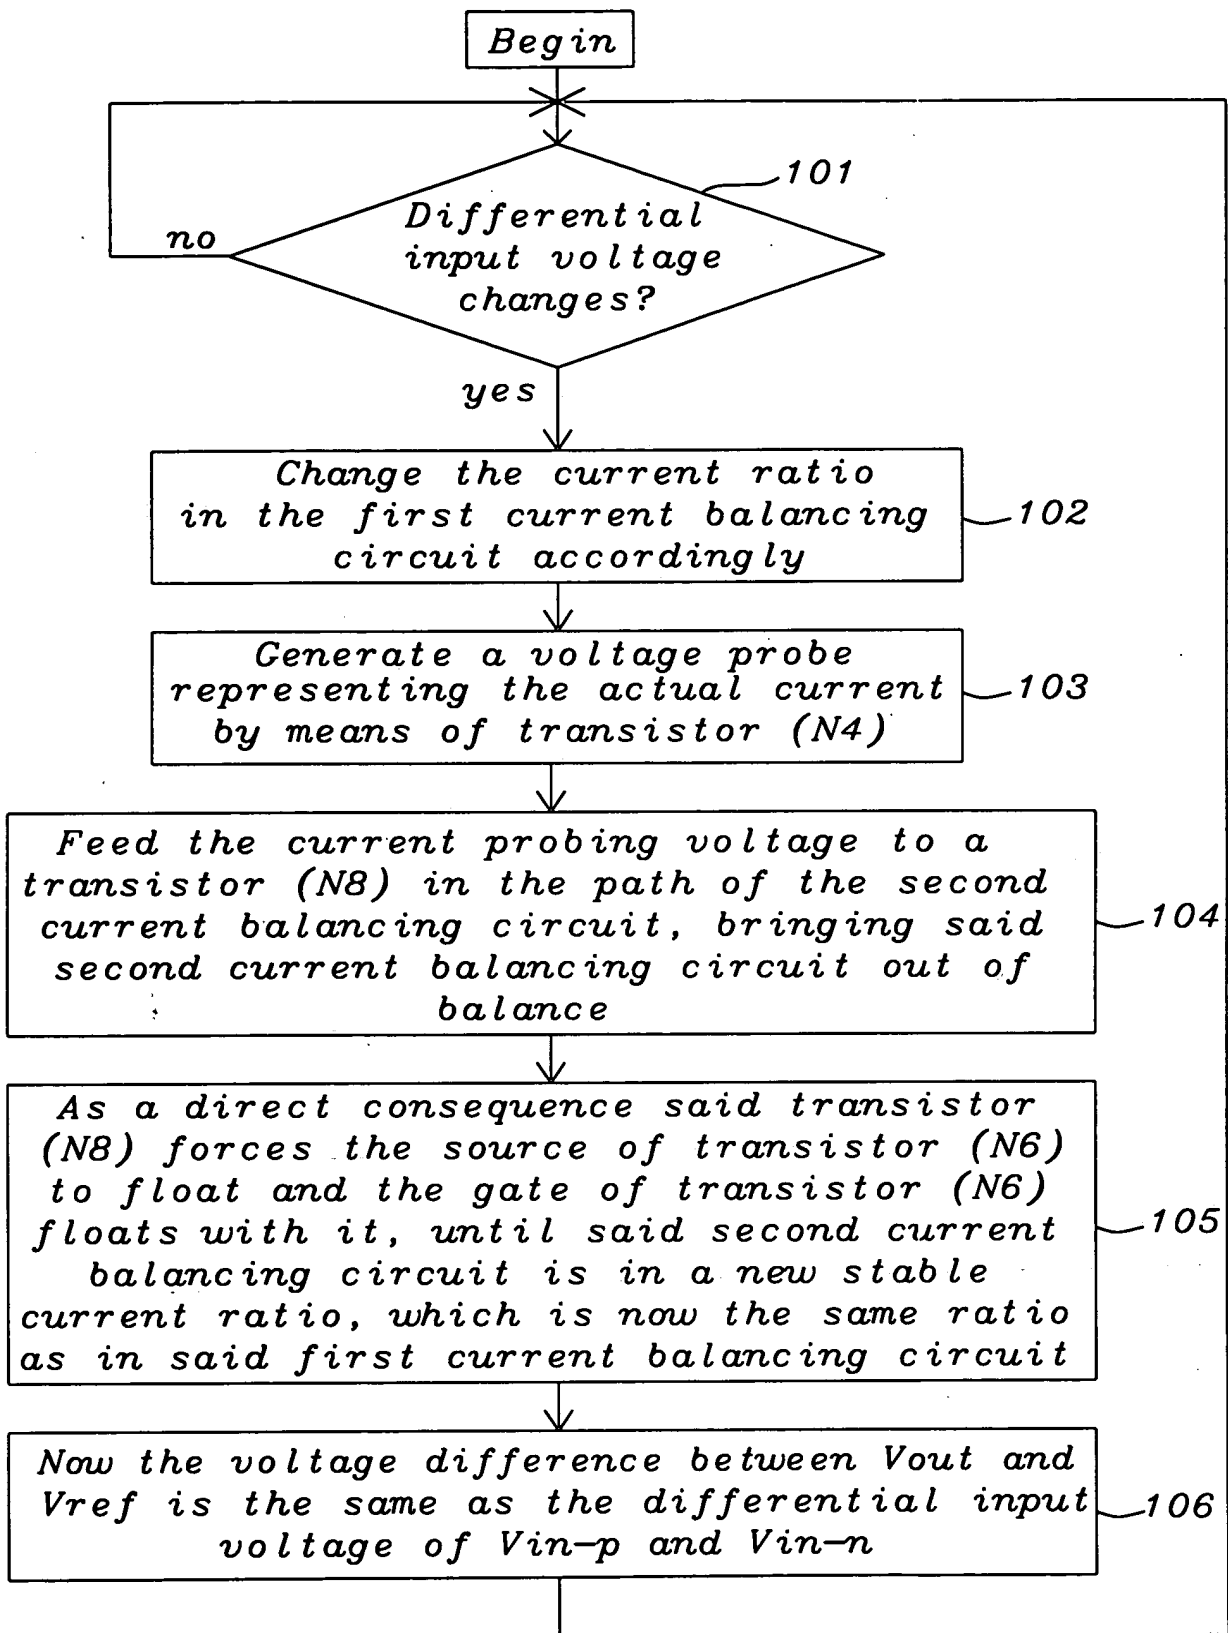 Begin
101
Differential
input voltage
changes?
no
yes
Change the current ratio
in the first current balancing
circuit accordingly
102
Generate a voltage probe
representing the actual current
by means of transistor (N4)
103
Feed the current probing voltage to a
transistor (N8) in the path of the second
current balancing circuit, bringing said
second current balancing circuit out of
balance
104
As a direct consequence said transistor
(N8) forces the source of transistor (N6)
to float and the gate of transistor (N6)
floats with it, until said second current
balancing circuit is in a new stable
current ratio, which is now the same ratio
as in said first current balancing circuit
105
Now the voltage difference between Vout and
Vref is the same as the differential input
voltage of Vin-p and Vin-n
106